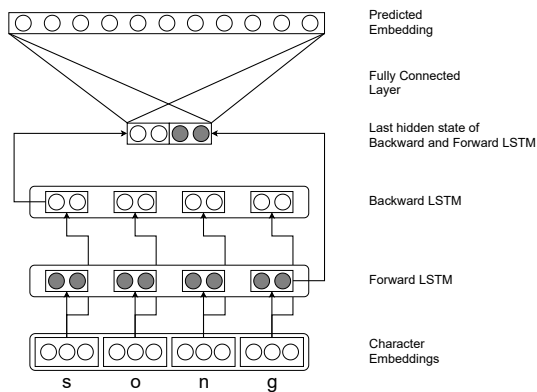 Predicted
Embedding
Fully Connected
Layer
Last hidden state of
Backward and Forward LSTM
Backward LSTM
Forward LSTM
Character
Embeddings
s o n g